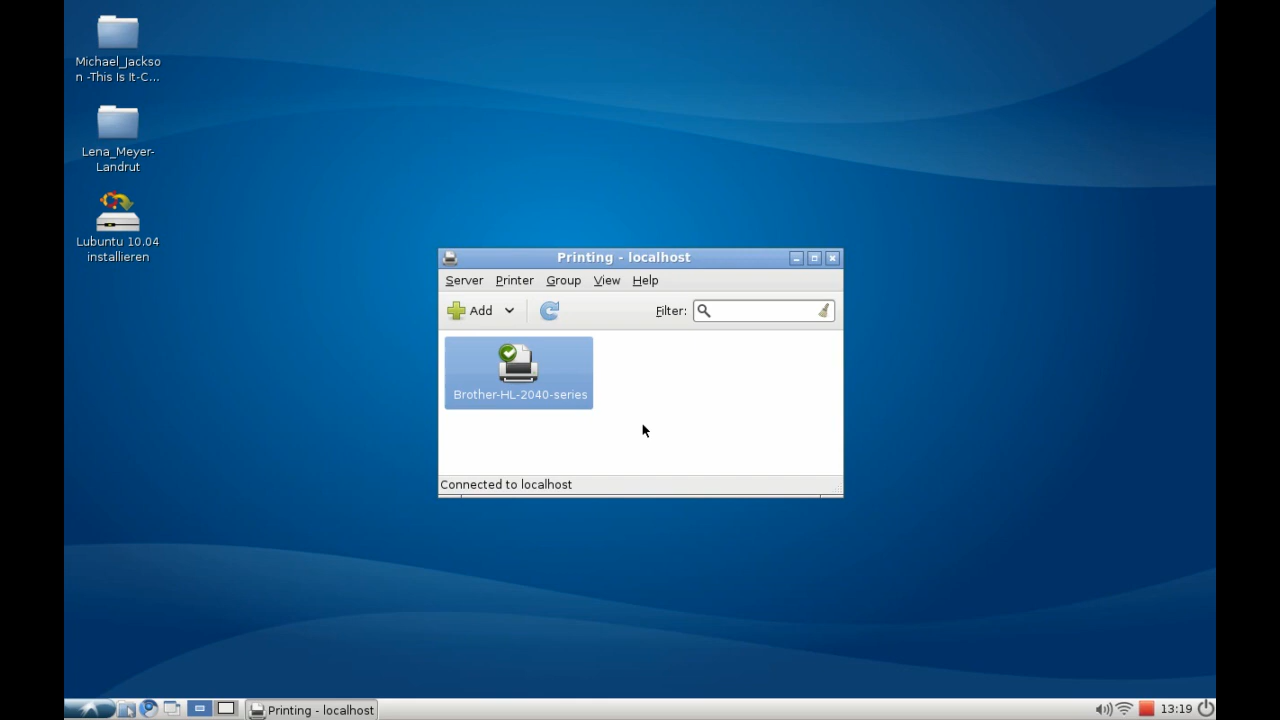 Michael_Jackso
n -This Is It-C...
Lena_Meyer-
Landrut
Lubuntu 10.04
installieren
Printing - localhost
Server Printer Group View Help
Add Filter:
Brother-HL-2040-series
Connected to localhost
Printing - localhost 13:19